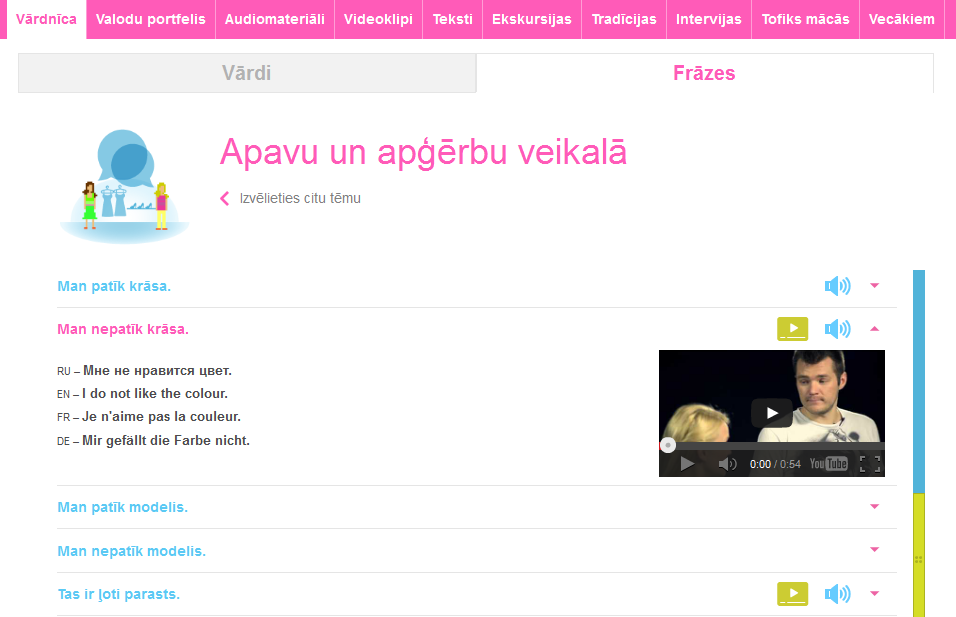 Vārdnīca Valodu portfelis Audiomateriāli Videoklipi Teksti Ekskursijas Tradīcijas Intervijas Tofiks mācās Vecākiem
Vārdi Frāzes
Apavu un apģērbu veikalā
Izvēlieties citu tēmu
Man patīk krāsa.
Man nepatīk krāsa.
RU – Мне не нравится цвет.
EN – I do not like the colour.
FR – Je n'aime pas la couleur.
DE – Mir gefällt die Farbe nicht.
0:00 / 0:54 YouTube
Man patīk modelis.
Man nepatīk modelis.
Tas ir ļoti parasts.